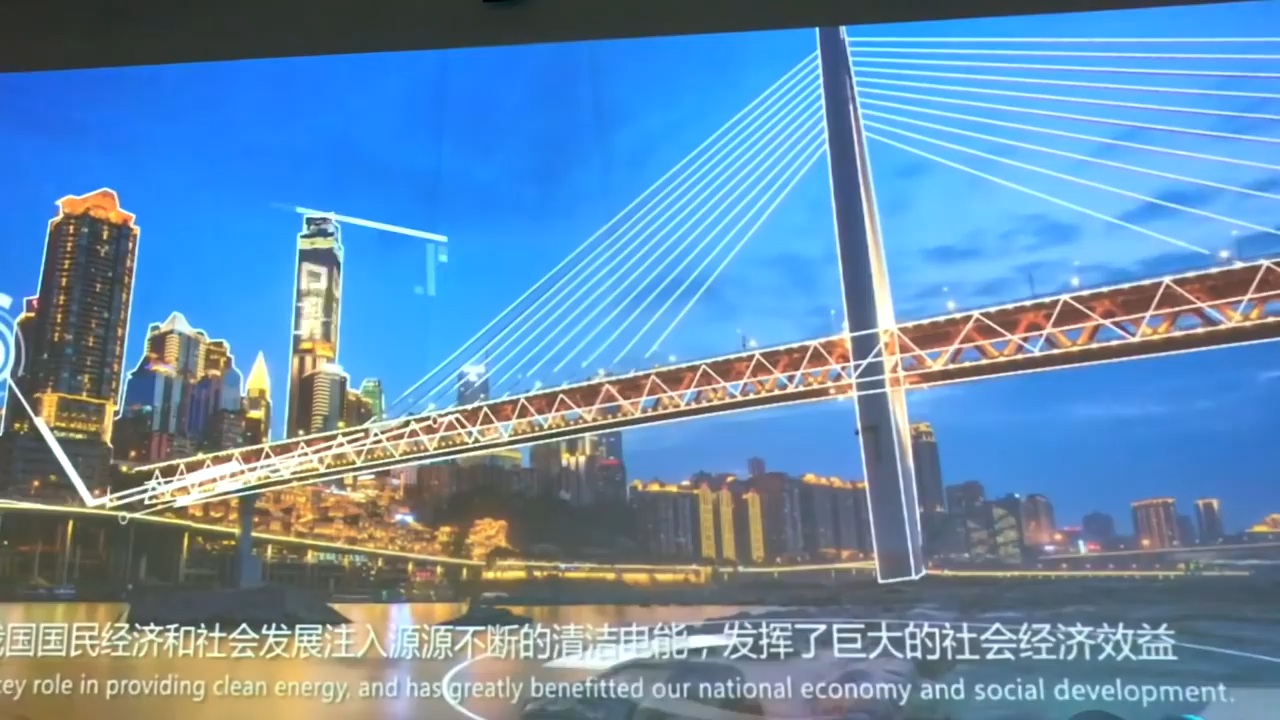 国国民经济和社会发展注入源源不断的清洁电能，发挥了巨大的社会经济效益
key role in providing clean energy, and has greatly benefitted our national economy and social development.